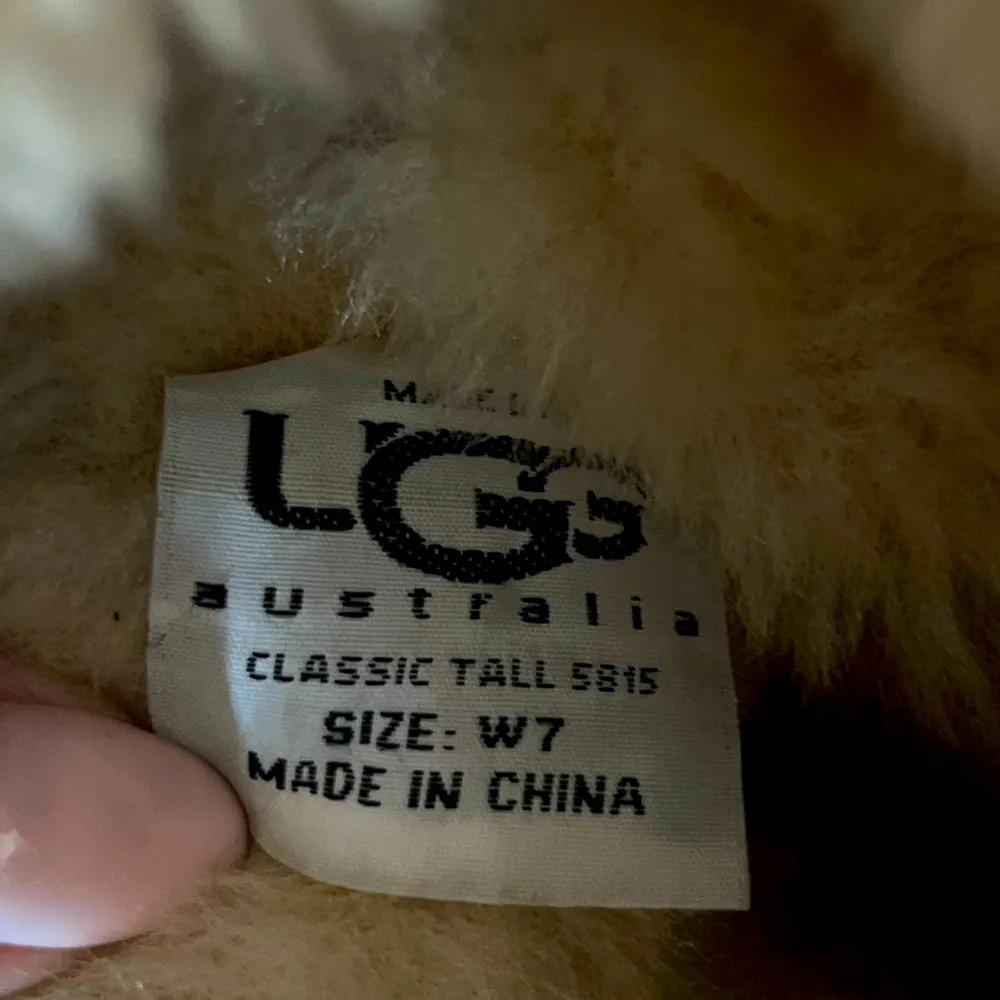 UGG
australia
CLASSIC TALL 5815
SIZE: W7
MADE IN CHINA